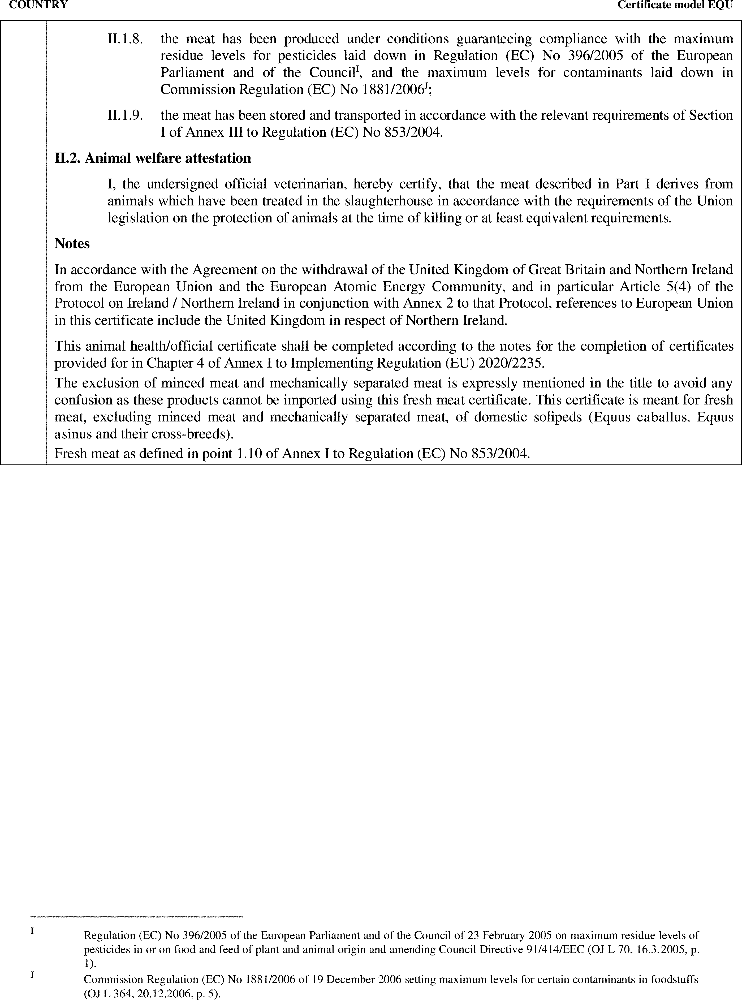 COUNTRY Certificate model EQU
II.1.8. the meat has been produced under conditions guaranteeing compliance with the maximum
residue levels for pesticides laid down in Regulation (EC) No 396/2005 of the European
Parliament and of the Councilᴵ, and the maximum levels for contaminants laid down in
Commission Regulation (EC) No 1881/2006ᴶ;
II.1.9. the meat has been stored and transported in accordance with the relevant requirements of Section
I of Annex III to Regulation (EC) No 853/2004.
II.2. Animal welfare attestation
I, the undersigned official veterinarian, hereby certify, that the meat described in Part I derives from
animals which have been treated in the slaughterhouse in accordance with the requirements of the Union
legislation on the protection of animals at the time of killing or at least equivalent requirements.
Notes
In accordance with the Agreement on the withdrawal of the United Kingdom of Great Britain and Northern Ireland
from the European Union and the European Atomic Energy Community, and in particular Article 5(4) of the
Protocol on Ireland / Northern Ireland in conjunction with Annex 2 to that Protocol, references to European Union
in this certificate include the United Kingdom in respect of Northern Ireland.
This animal health/official certificate shall be completed according to the notes for the completion of certificates
provided for in Chapter 4 of Annex I to Implementing Regulation (EU) 2020/2235.
The exclusion of minced meat and mechanically separated meat is expressly mentioned in the title to avoid any
confusion as these products cannot be imported using this fresh meat certificate. This certificate is meant for fresh
meat, excluding minced meat and mechanically separated meat, of domestic solipeds (Equus caballus, Equus
asinus and their cross-breeds).
Fresh meat as defined in point 1.10 of Annex I to Regulation (EC) No 853/2004.
I Regulation (EC) No 396/2005 of the European Parliament and of the Council of 23 February 2005 on maximum residue levels of
pesticides in or on food and feed of plant and animal origin and amending Council Directive 91/414/EEC (OJ L 70, 16.3.2005, p.
1).
J Commission Regulation (EC) No 1881/2006 of 19 December 2006 setting maximum levels for certain contaminants in foodstuffs
(OJ L 364, 20.12.2006, p. 5).